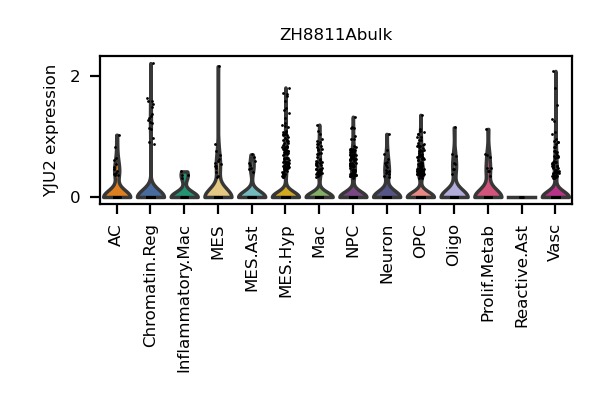 ZH8811Abulk
YJU2 expression
2
0
AC
Chromatin.Reg
Inflammatory.Mac
MES
MES.Ast
MES.Hyp
Mac
NPC
Neuron
OPC
Oligo
Prolif.Metab
Reactive.Ast
Vasc